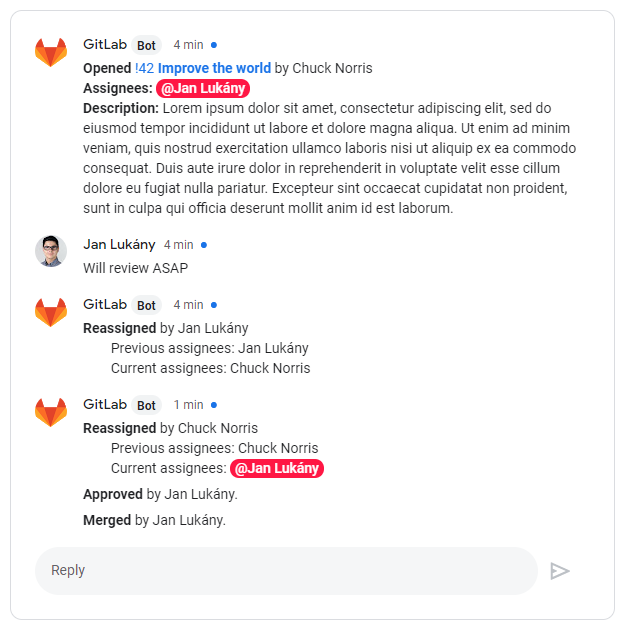 GitLab Bot 4 min
Opened !42 Improve the world by Chuck Norris
Assignees: @Jan Lukány
Description: Lorem ipsum dolor sit amet, consectetur adipiscing elit, sed do
eiusmod tempor incididunt ut labore et dolore magna aliqua. Ut enim ad minim
veniam, quis nostrud exercitation ullamco laboris nisi ut aliquip ex ea commodo
consequat. Duis aute irure dolor in reprehenderit in voluptate velit esse cillum
dolore eu fugiat nulla pariatur. Excepteur sint occaecat cupidatat non proident,
sunt in culpa qui officia deserunt mollit anim id est laborum.
Jan Lukány 4 min
Will review ASAP
GitLab Bot 4 min
Reassigned by Jan Lukány
Previous assignees: Jan Lukány
Current assignees: Chuck Norris
GitLab Bot 1 min
Reassigned by Chuck Norris
Previous assignees: Chuck Norris
Current assignees: @Jan Lukány
Approved by Jan Lukány.
Merged by Jan Lukány.
Reply